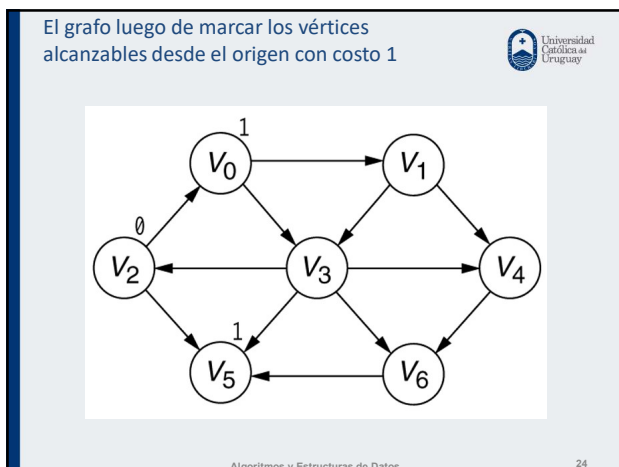 El grafo luego de marcar los vértices
alcanzables desde el origen con costo 1
Universidad
Católica del
Uruguay
1
V0
V1
0
V2
V3
V4
1
V5
V6
Algoritmos y Estructuras de Datos
24